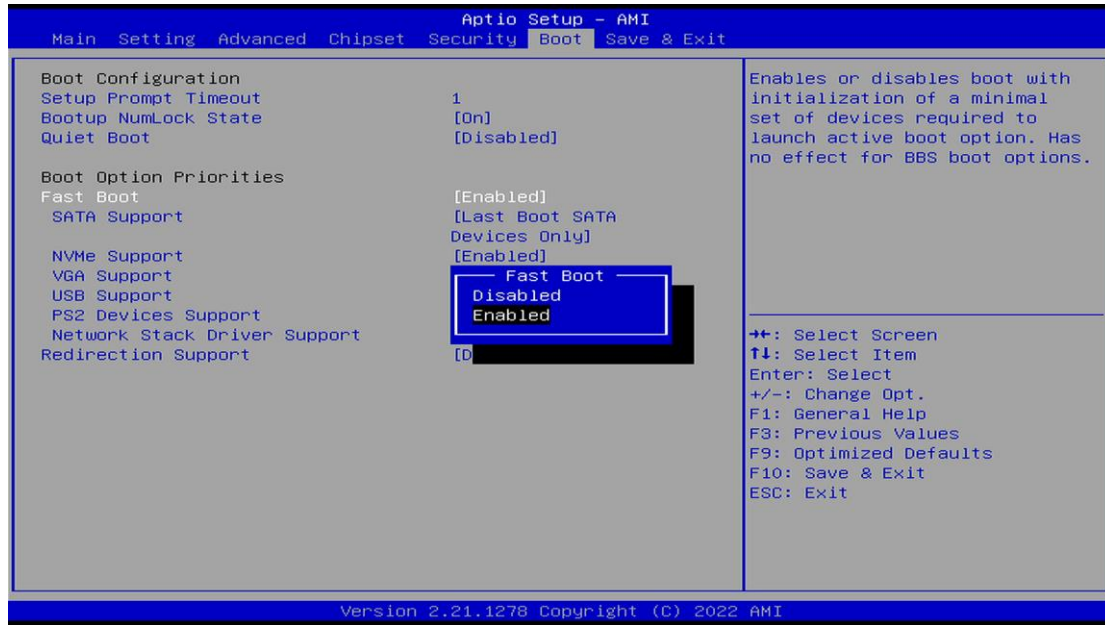 Aptio Setup – AMI
Main Setting Advanced Chipset Security Boot Save & Exit
Boot Configuration
Setup Prompt Timeout 1
Bootup NumLock State [On]
Quiet Boot [Disabled]
Boot Option Priorities
Fast Boot [Enabled]
SATA Support [Last Boot SATA
Devices Only]
NVMe Support [Enabled]
VGA Support
USB Support
PS2 Devices Support
Network Stack Driver Support
Redirection Support [D
Fast Boot
Disabled
Enabled
Enables or disables boot with
initialization of a minimal
set of devices required to
launch active boot option. Has
no effect for BBS boot options.
→←: Select Screen
↑↓: Select Item
Enter: Select
+/-: Change Opt.
F1: General Help
F3: Previous Values
F9: Optimized Defaults
F10: Save & Exit
ESC: Exit
Version 2.21.1278 Copyright (C) 2022 AMI